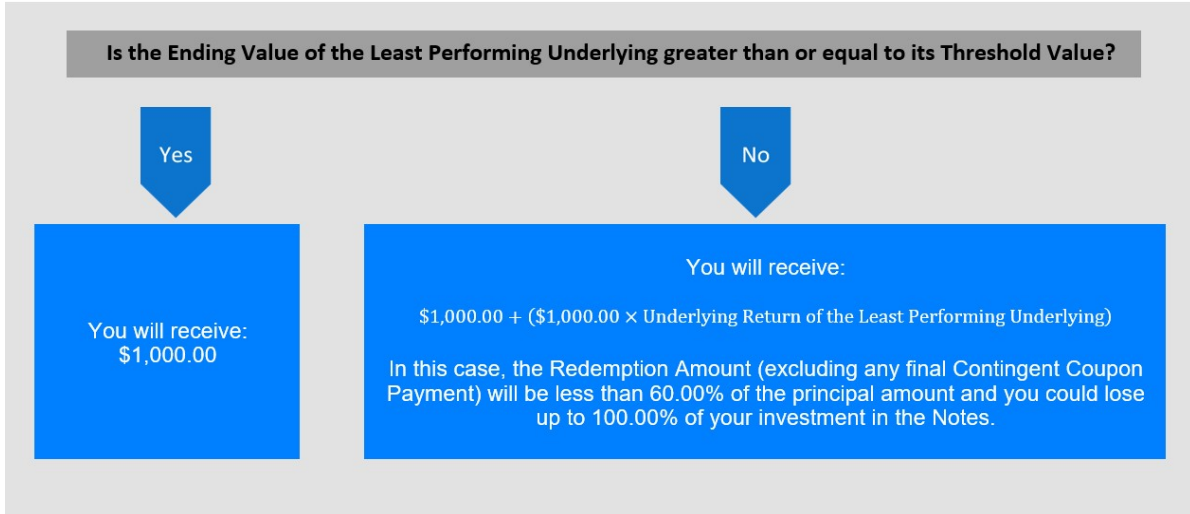 Is the Ending Value of the Least Performing Underlying greater than or equal to its Threshold Value?
Yes
No
You will receive:
$1,000.00
You will receive:
$1,000.00 + ($1,000.00 × Underlying Return of the Least Performing Underlying)
In this case, the Redemption Amount (excluding any final Contingent Coupon
Payment) will be less than 60.00% of the principal amount and you could lose
up to 100.00% of your investment in the Notes.